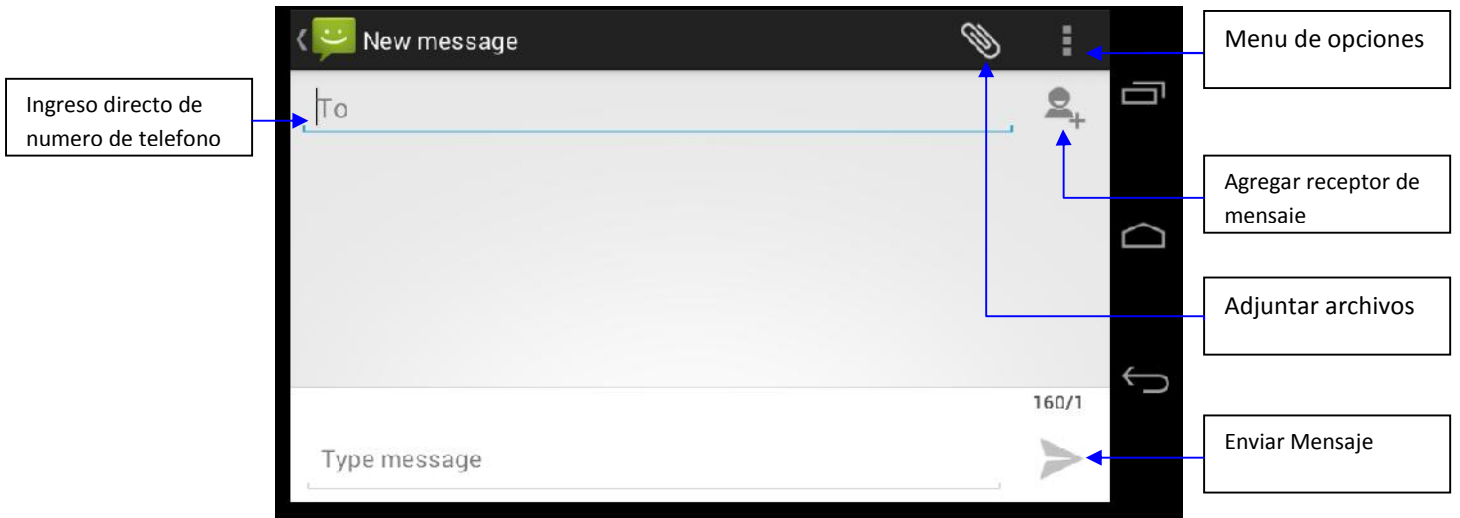 New message
Menu de opciones
Ingreso directo de
numero de telefono
To
Agregar receptor de
mensaje
Adjuntar archivos
160/1
Type message
Enviar Mensaje